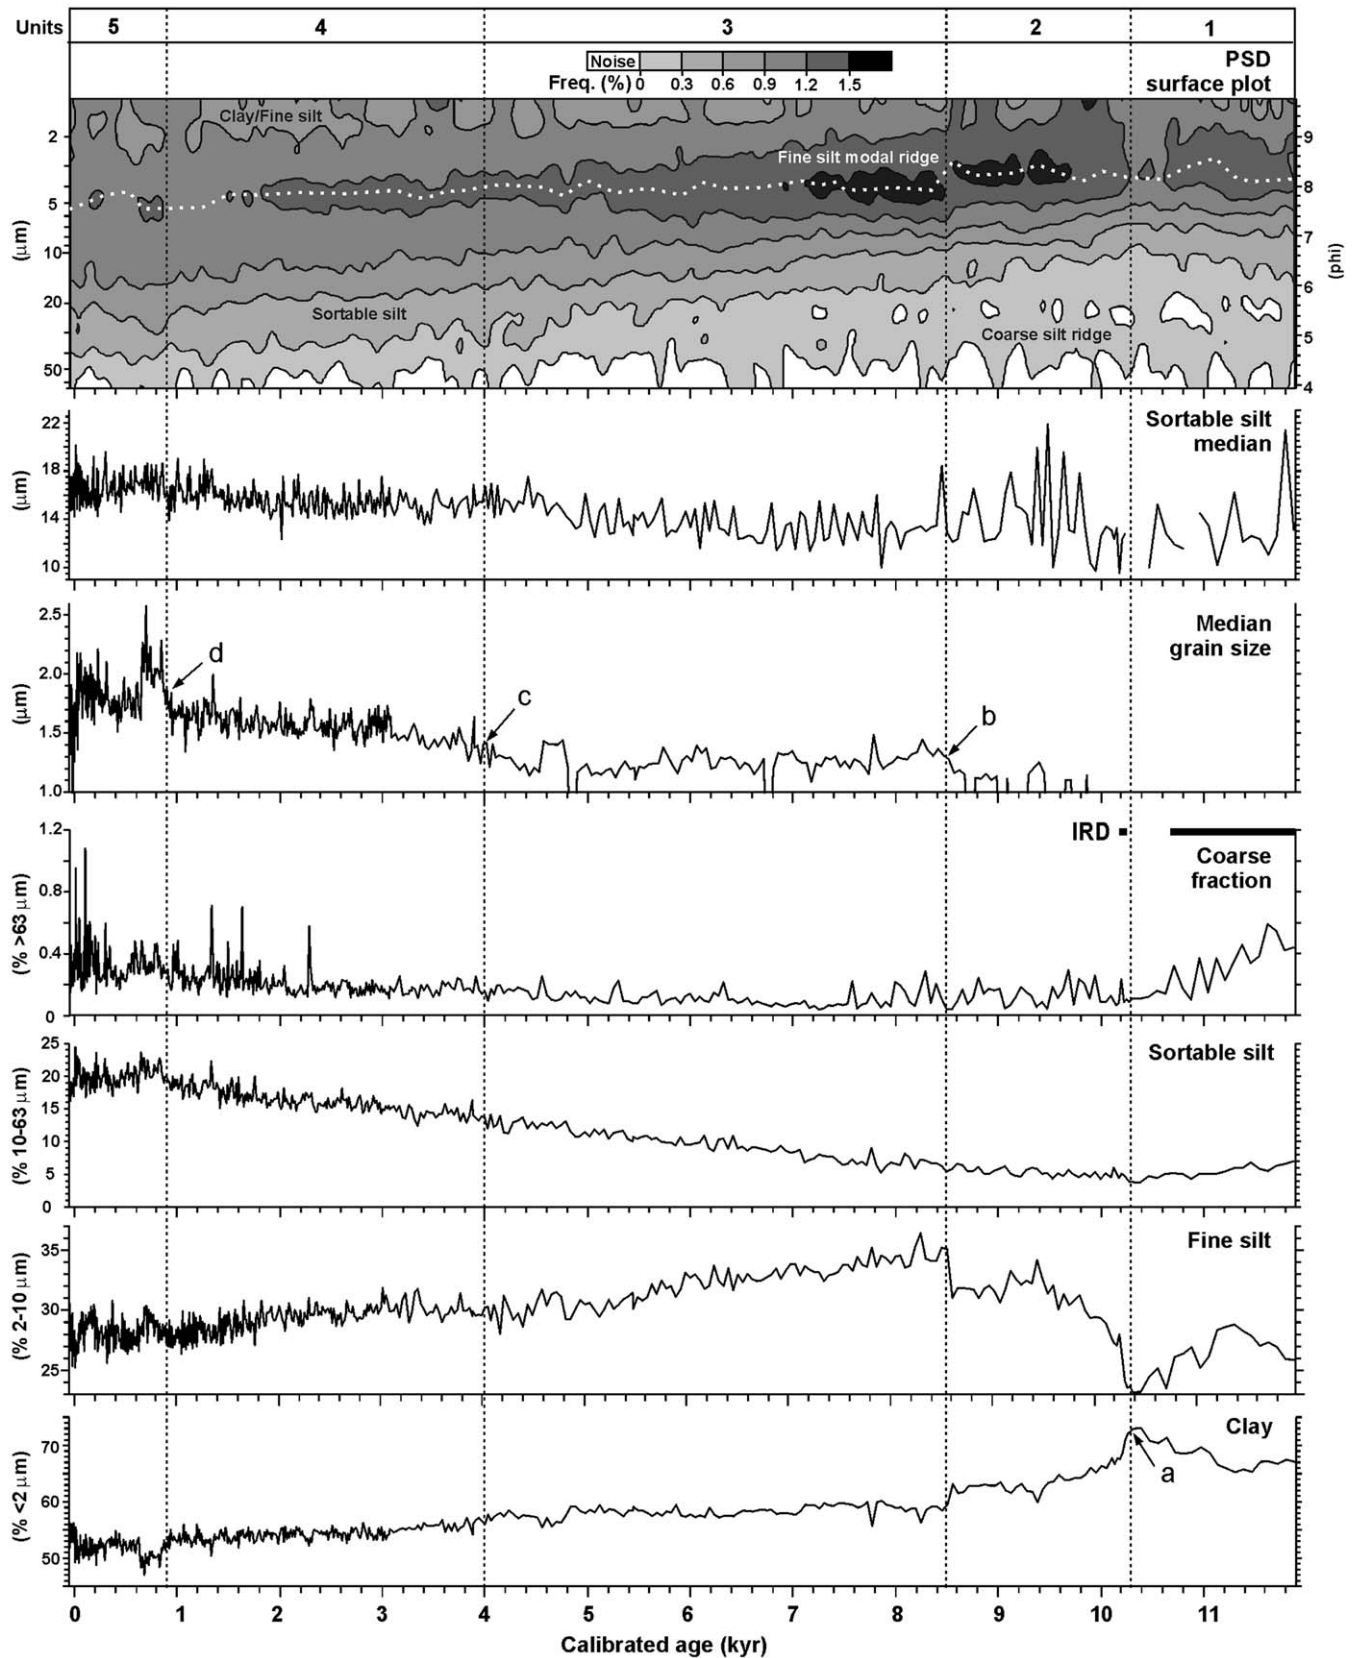 Units 5 4 3 2 1
Noise
PSD
Freq. (%) 0 0.3 0.6 0.9 1.2 1.5
surface plot
Clay/Fine silt
2 9
Fine silt modal ridge
8
5
7
(μm) 10 (phi)
6
20
Sortable silt
Coarse silt ridge
5
50
4
22 Sortable silt
median
18
(μm)
14
10
2.5 Median
grain size
d
2.0
(μm)
c
b
1.5
1.0
1.2 IRD
Coarse
fraction
0.8
(% >63 μm)
0.4
0
25 Sortable silt
20
15
(% 10-63 μm)
10
5
0
35 Fine silt
(% 2-10 μm)
30
25
Clay
70
a
(% <2 μm)
60
50
0 1 2 3 4 5 6 7 8 9 10 11
Calibrated age (kyr)